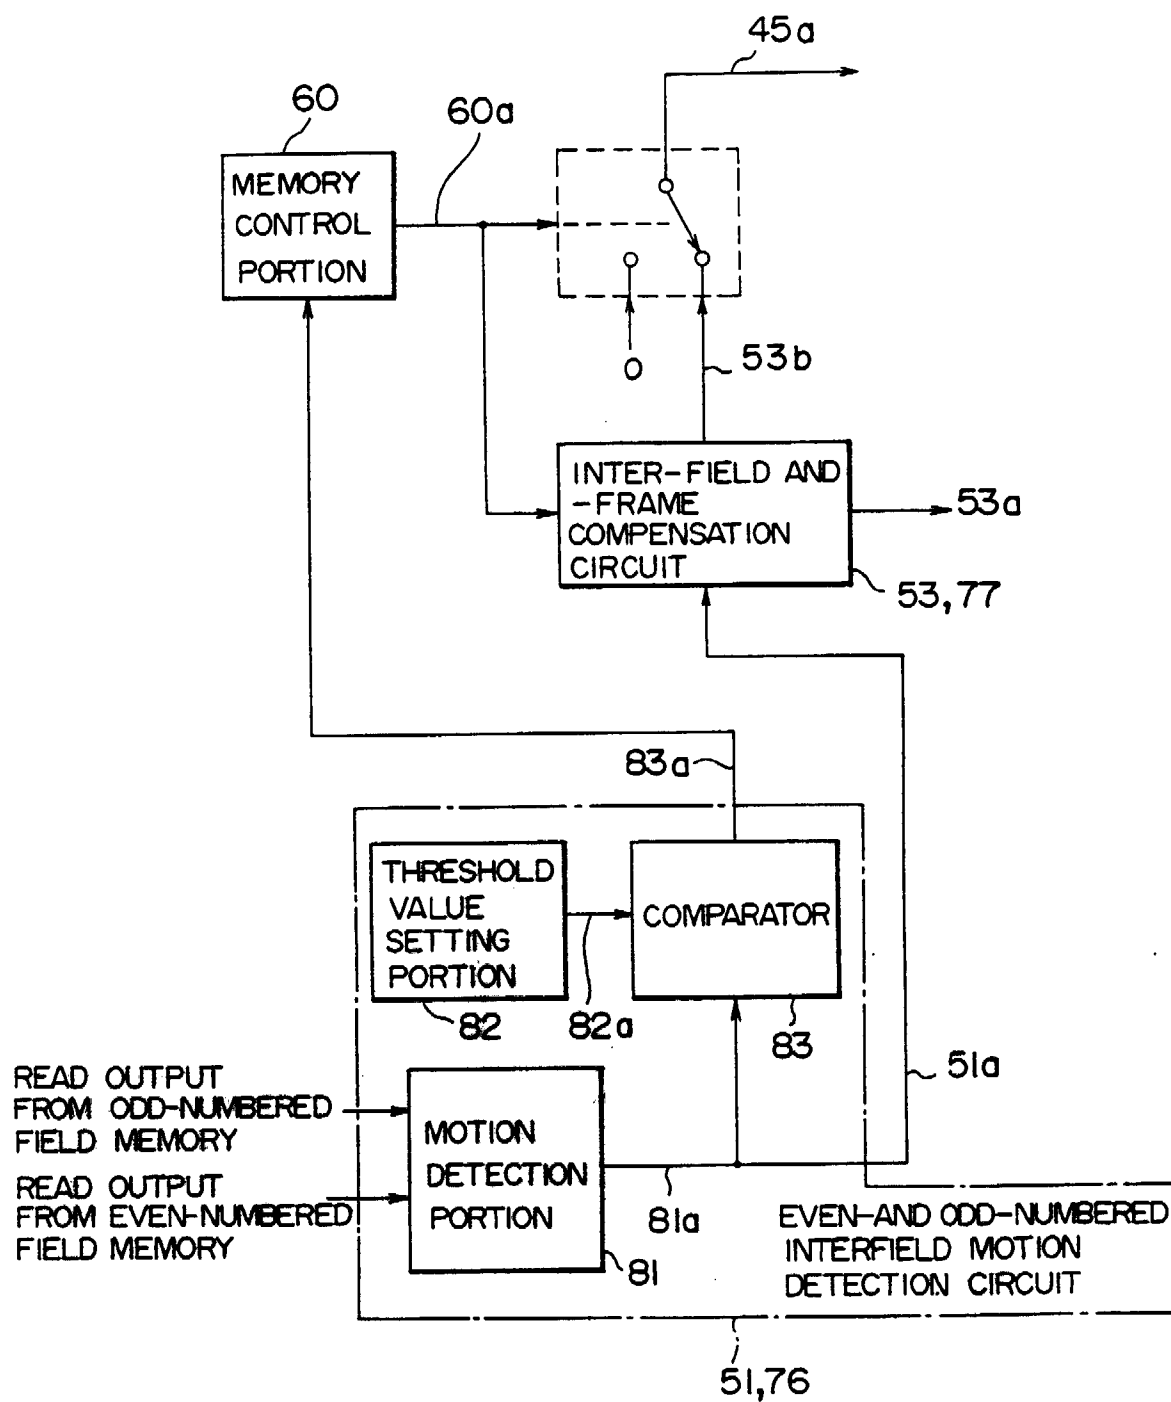 45a
60
60a
MEMORY
CONTROL
PORTION
0
53b
INTER-FIELD AND
-FRAME
COMPENSATION
CIRCUIT
53a
53,77
83a
THRESHOLD
VALUE
SETTING
PORTION
COMPARATOR
82
82a
83
51a
READ OUTPUT
FROM ODD-NUMBERED
FIELD MEMORY
READ OUTPUT
FROM EVEN-NUMBERED
FIELD MEMORY
MOTION
DETECTION
PORTION
81a
81
EVEN-AND ODD-NUMBERED
INTERFIELD MOTION
DETECTION CIRCUIT
51,76